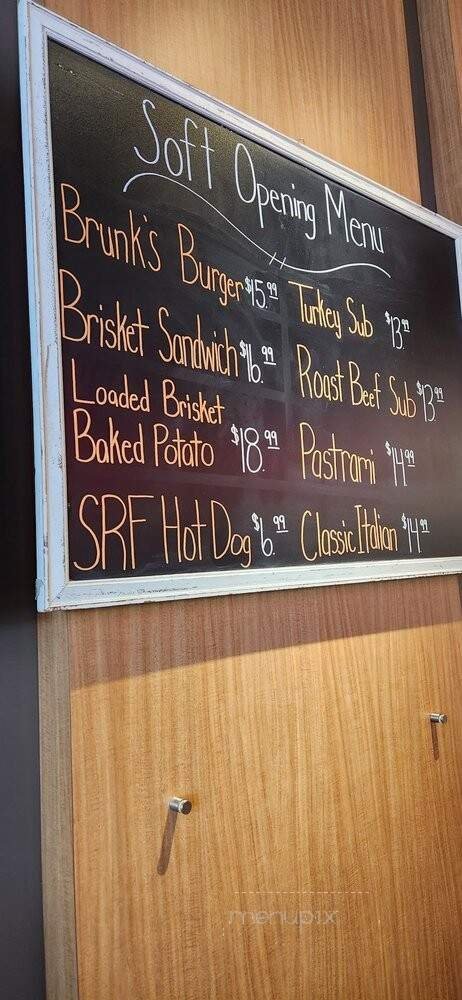 Soft Opening Menu
Brunk's Burger $15.99
Brisket Sandwich $16.99
Loaded Brisket
Baked Potato $18.99
SRF Hot Dog $6.99
Turkey Sub $13.99
Roast Beef Sub $13.99
Pastrami $14.99
Classic Italian $14.99
menupix